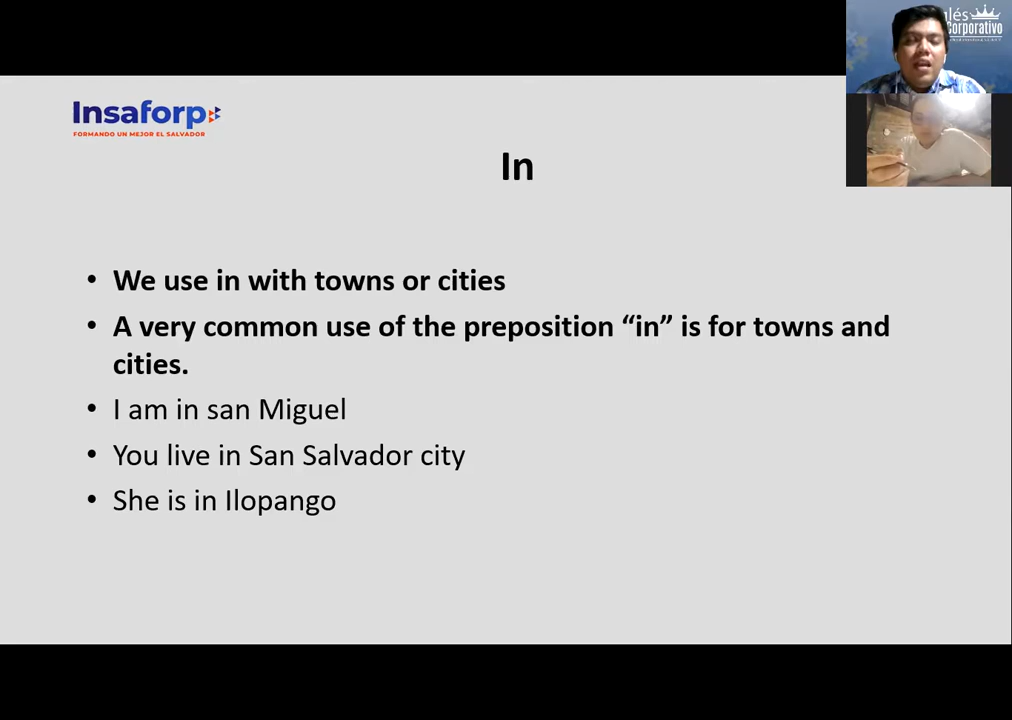 Insaforp
FORMANDO UN MEJOR EL SALVADOR
In
• We use in with towns or cities
• A very common use of the preposition “in” is for towns and
cities.
• I am in san Miguel
• You live in San Salvador city
• She is in Ilopango